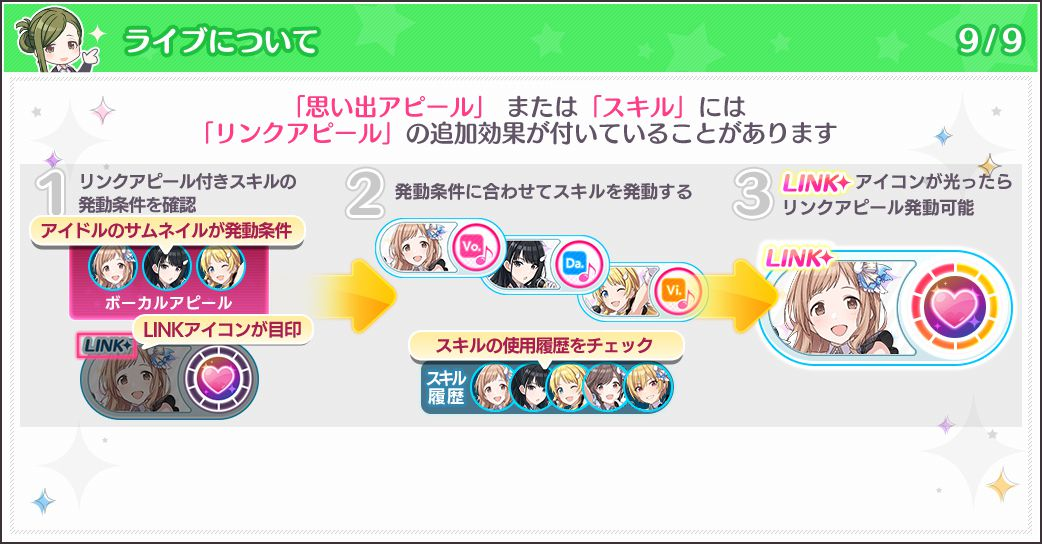 ライブについて
9/9
「思い出アピール」 または「スキル」には
「リンクアピール」の追加効果が付いていることがあります
1 リンクアピール付きスキルの
発動条件を確認
アイドルのサムネイルが発動条件
ボーカルアピール
LINKアイコンが目印
LINK
2 発動条件に合わせてスキルを発動する
Vo.
Da.
Vi.
スキルの使用履歴をチェック
スキル
履歴
3 LINK アイコンが光ったら
リンクアピール発動可能
LINK